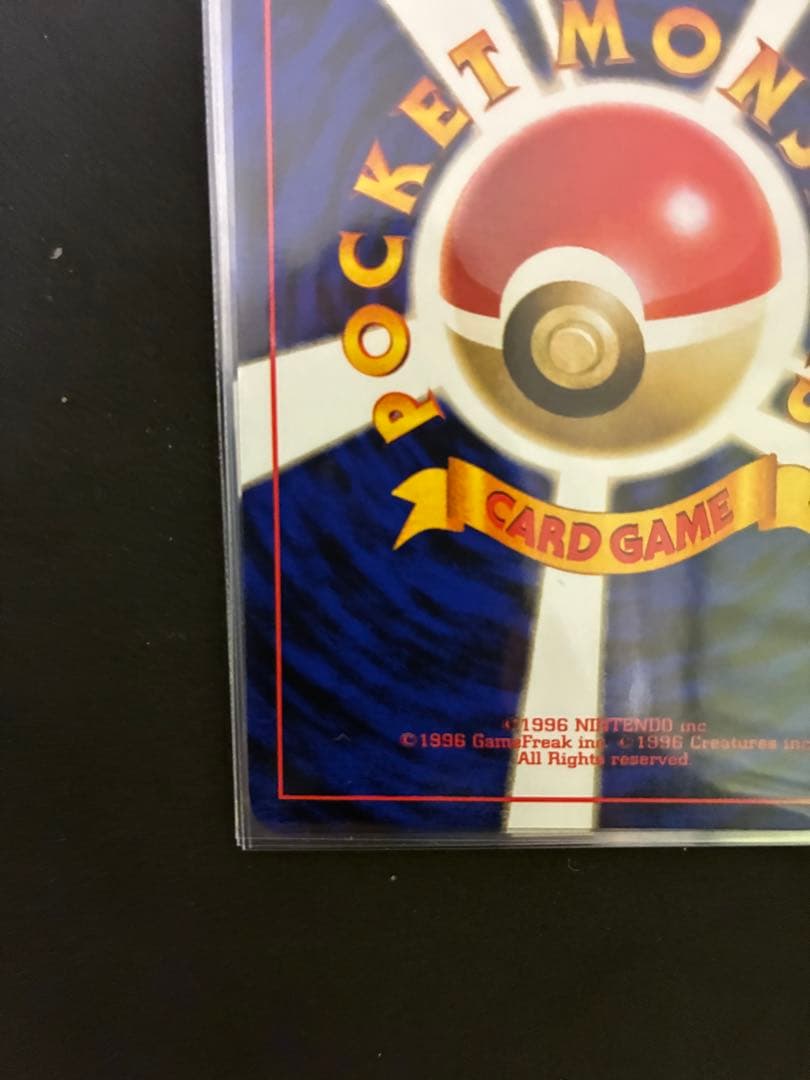 POCKET MONS
CARD GAME
©1996 NINTENDO inc
©1996 GameFreak inc. ©1996 Creatures inc
All Rights reserved.